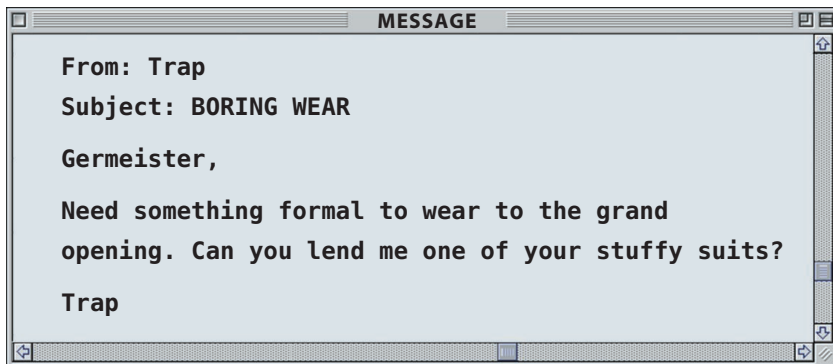 MESSAGE
From: Trap
Subject: BORING WEAR
Germeister,
Need something formal to wear to the grand
opening. Can you lend me one of your stuffy suits?
Trap